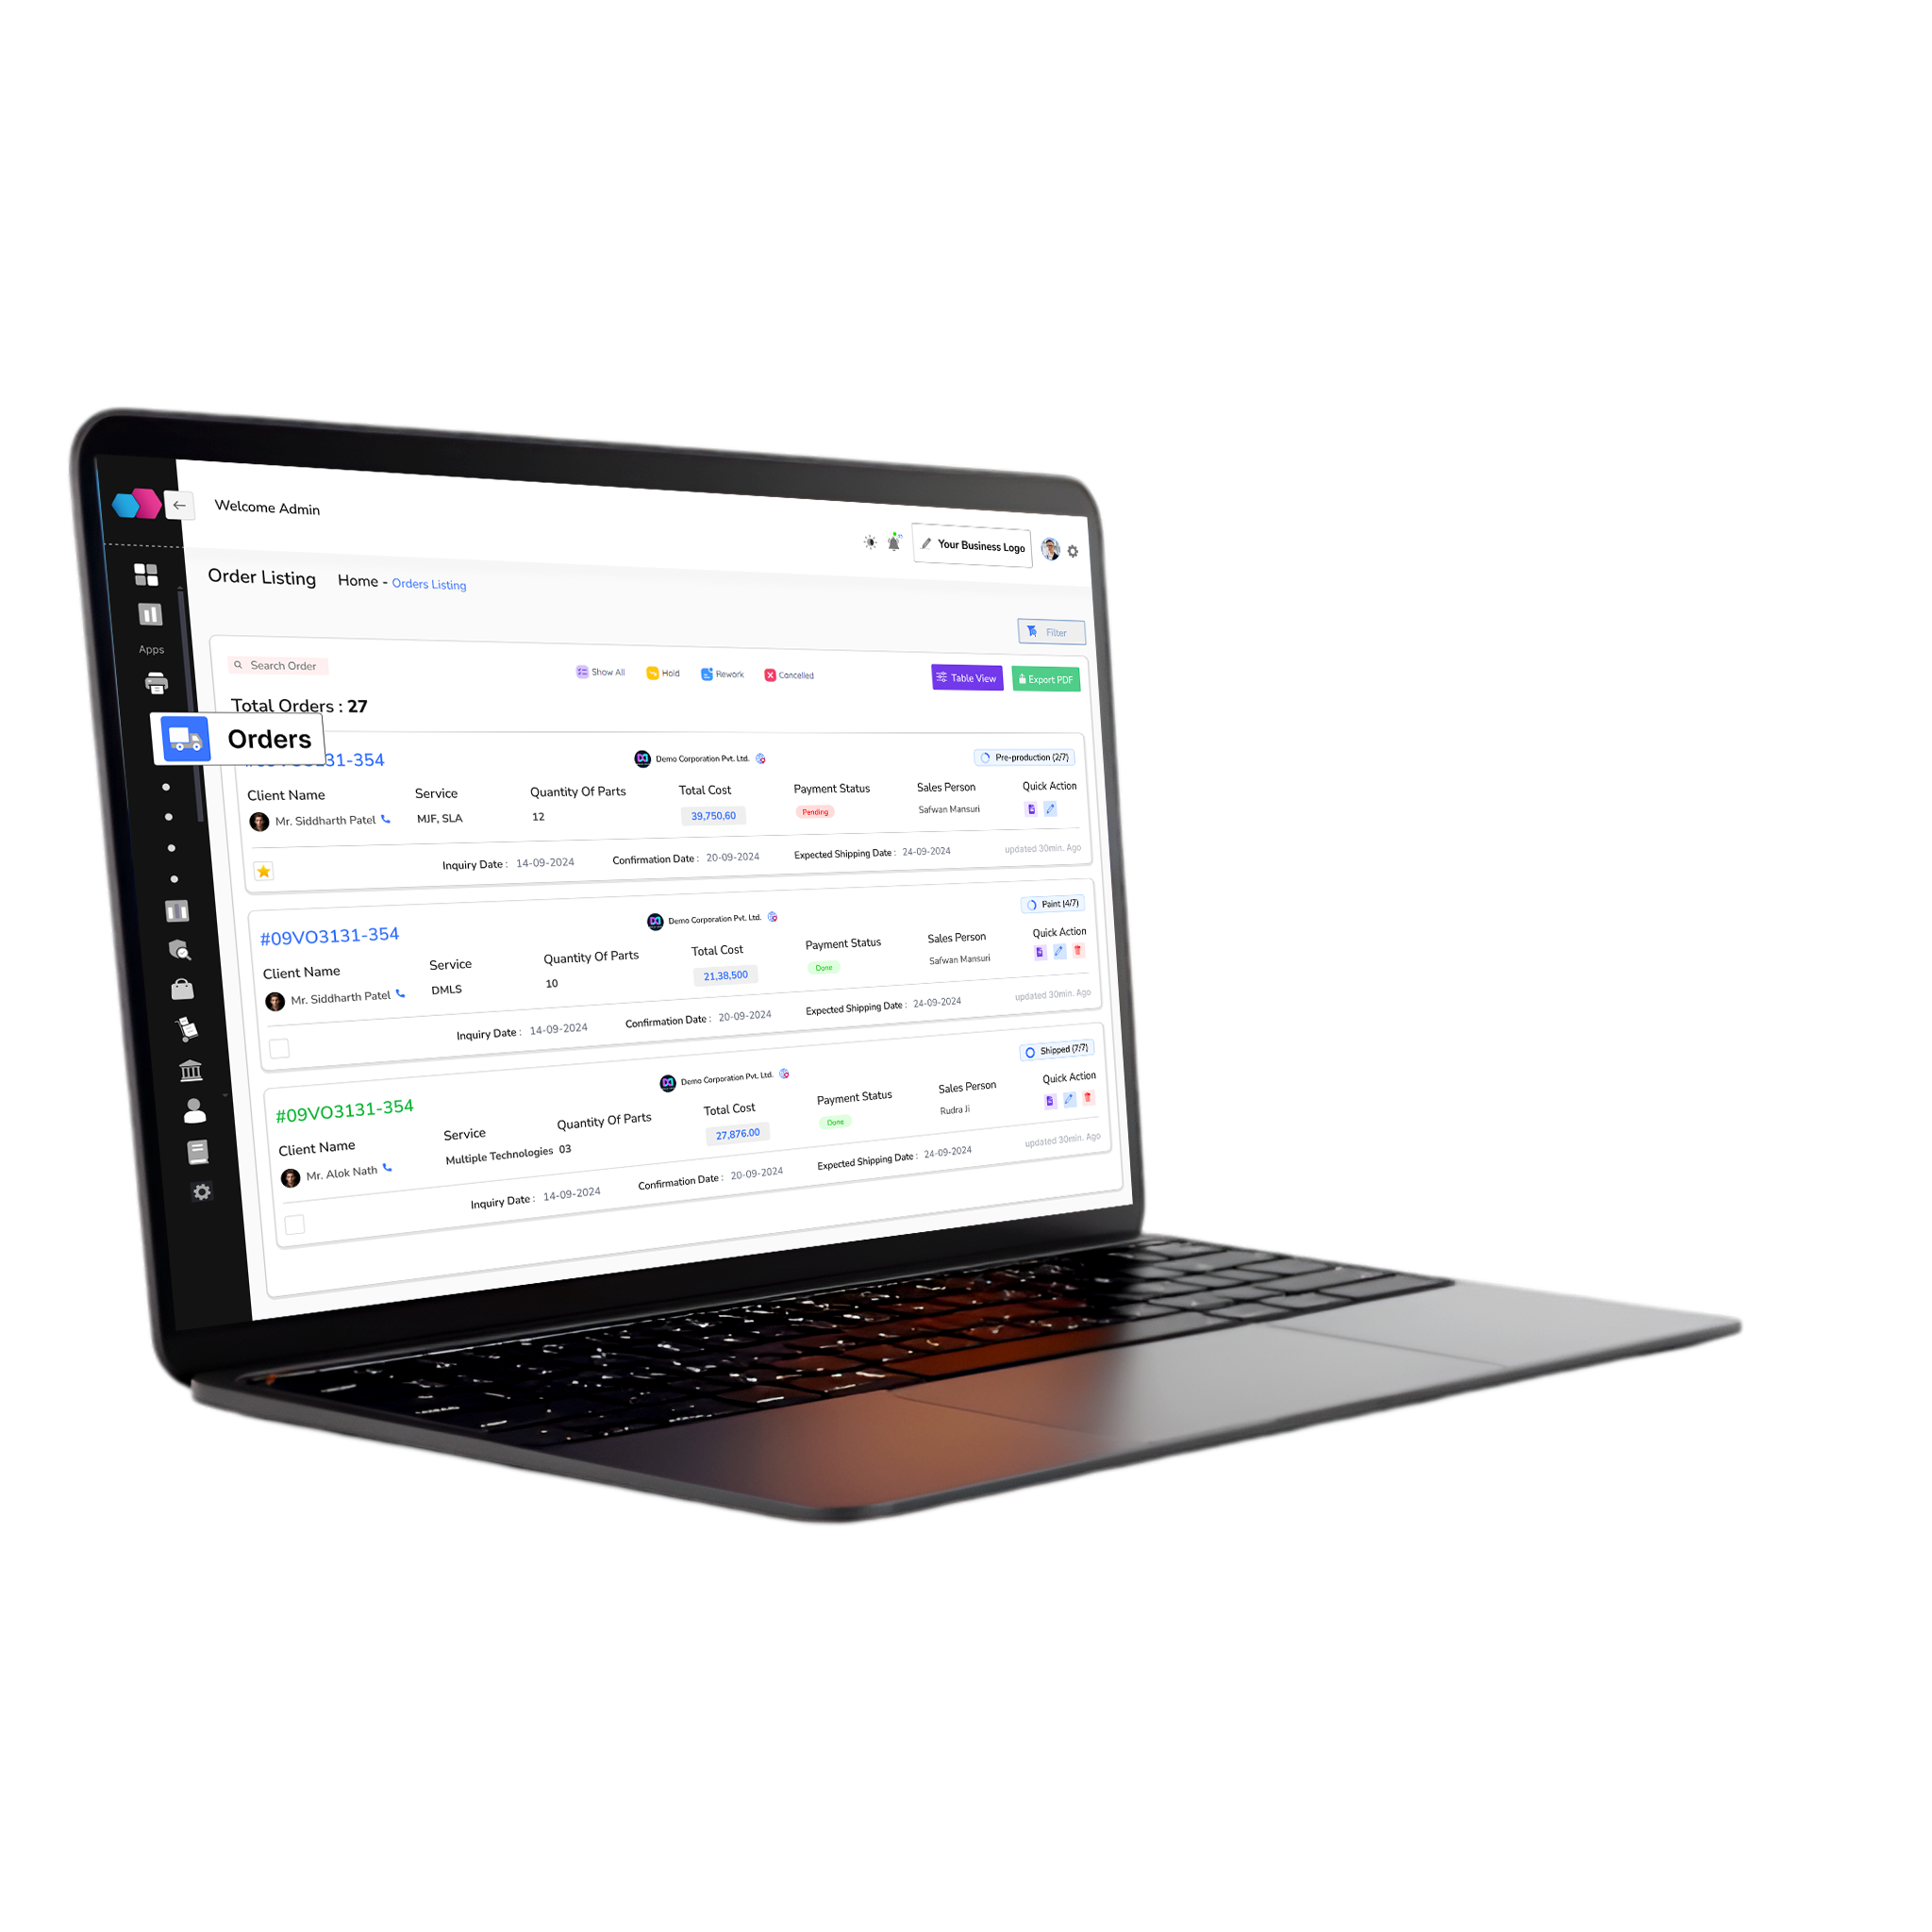 Welcome Admin
Your Business Logo
Order Listing Home - Orders Listing
Filter
Apps
Search Order Show All Hold Rework Cancelled Table View Export PDF
Total Orders : 27
Orders
31-354 Demo Corporation Pvt. Ltd. Pre-production (2/7)
Client Name Service Quantity Of Parts Total Cost Payment Status Sales Person Quick Action
Mr. Siddharth Patel MJF, SLA 12 39,750,60 Pending Safwan Mansuri
Inquiry Date : 14-09-2024 Confirmation Date : 20-09-2024 Expected Shipping Date : 24-09-2024 updated 30min. Ago
#09VO3131-354 Demo Corporation Pvt. Ltd. Paint (4/7)
Client Name Service Quantity Of Parts Total Cost Payment Status Sales Person Quick Action
Mr. Siddharth Patel DMLS 10 21,38,500 Done Safwan Mansuri
Inquiry Date : 14-09-2024 Confirmation Date : 20-09-2024 Expected Shipping Date : 24-09-2024 updated 30min. Ago
#09VO3131-354 Demo Corporation Pvt. Ltd. Shipped (7/7)
Client Name Service Quantity Of Parts Total Cost Payment Status Sales Person Quick Action
Mr. Alok Nath Multiple Technologies 03 27,876.00 Done Rudra Ji
Inquiry Date : 14-09-2024 Confirmation Date : 20-09-2024 Expected Shipping Date : 24-09-2024 updated 30min. Ago